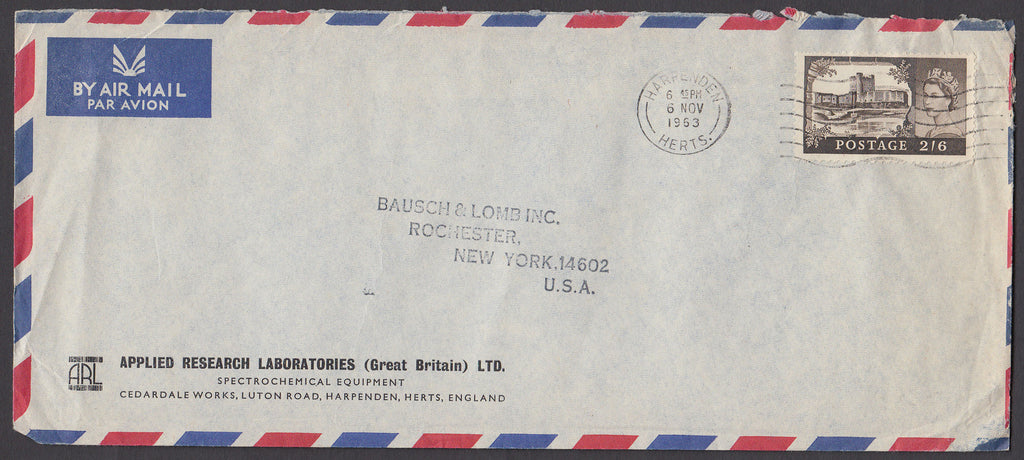 BY AIR MAIL
PAR AVION
HARPENDEN
6 PM
6 NOV
1963
HERTS.
POSTAGE 2/6
BAUSCH & LOMB INC.
ROCHESTER,
NEW YORK, 14602
U.S.A.
ARL
APPLIED RESEARCH LABORATORIES (Great Britain) LTD.
SPECTROCHEMICAL EQUIPMENT
CEDARDALE WORKS, LUTON ROAD, HARPENDEN, HERTS, ENGLAND